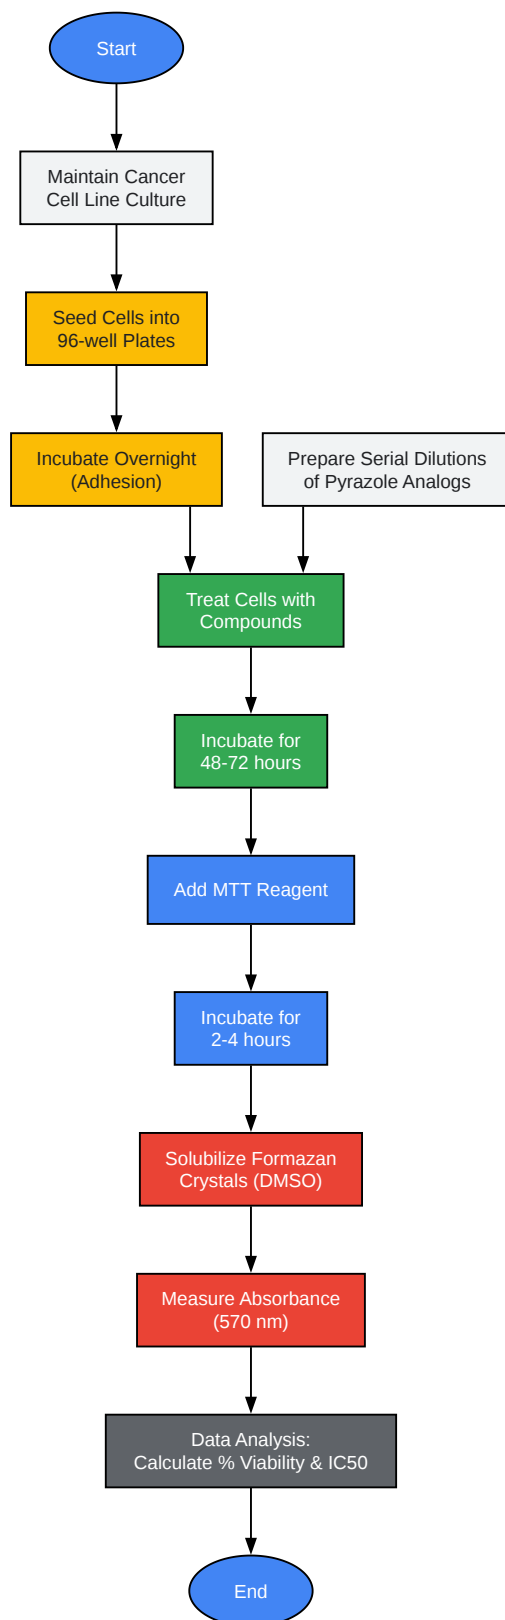 Start
Maintain Cancer
Cell Line Culture
Seed Cells into
96-well Plates
Incubate Overnight
(Adhesion)
Prepare Serial Dilutions
of Pyrazole Analogs
Treat Cells with
Compounds
Incubate for
48-72 hours
Add MTT Reagent
Incubate for
2-4 hours
Solubilize Formazan
Crystals (DMSO)
Measure Absorbance
(570 nm)
Data Analysis:
Calculate % Viability & IC50
End